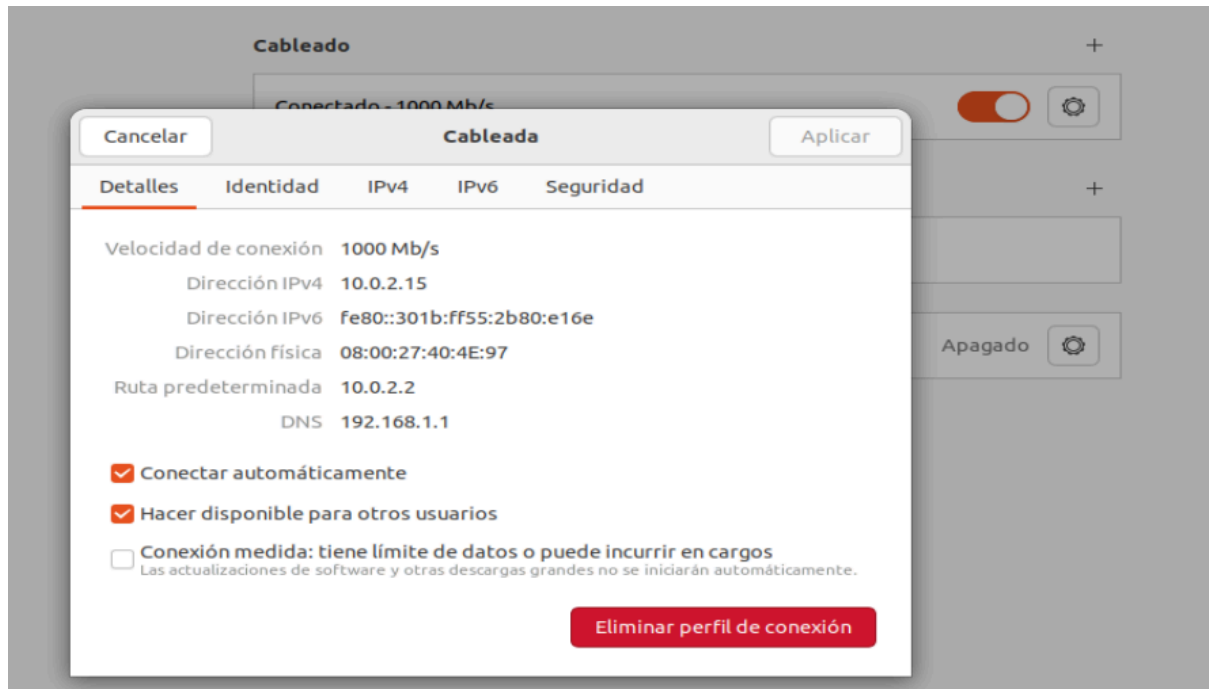 Cableado
Conectado - 1000 Mb/s
Cancelar Cableada Aplicar
Detalles Identidad IPv4 IPv6 Seguridad
Velocidad de conexión 1000 Mb/s
Dirección IPv4 10.0.2.15
Dirección IPv6 fe80::301b:ff55:2b80:e16e
Dirección física 08:00:27:40:4E:97
Apagado
Ruta predeterminada 10.0.2.2
DNS 192.168.1.1
Conectar automáticamente
Hacer disponible para otros usuarios
Conexión medida: tiene límite de datos o puede incurrir en cargos
Las actualizaciones de software y otras descargas grandes no se iniciarán automáticamente.
Eliminar perfil de conexión